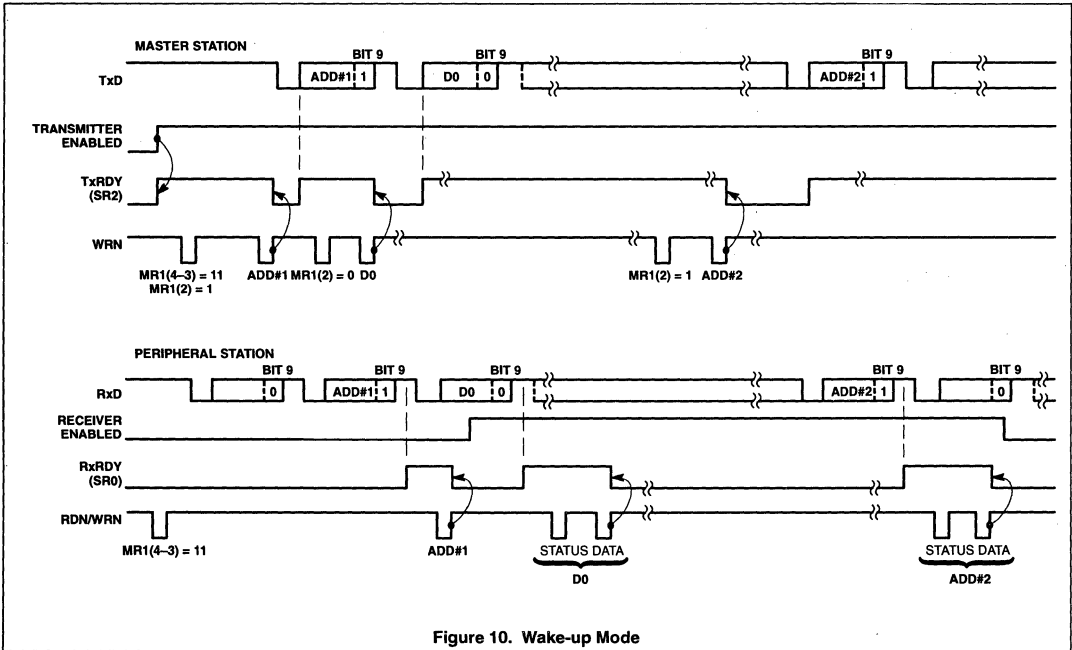 MASTER STATION
BIT 9 BIT 9 BIT 9
TxD ADD#1 1 D0 0 ADD#2 1
TRANSMITTER
ENABLED
TxRDY
(SR2)
WRN
MR1(4–3) = 11 ADD#1 MR1(2) = 0 D0 MR1(2) = 1 ADD#2
MR1(2) = 1
PERIPHERAL STATION
BIT 9 BIT 9 BIT 9 BIT 9 BIT 9
RxD 0 ADD#1 1 D0 0 ADD#2 1 0
RECEIVER
ENABLED
RxRDY
(SR0)
RDN/WRN
MR1(4–3) = 11 ADD#1 STATUS DATA STATUS DATA
D0 ADD#2
Figure 10. Wake-up Mode